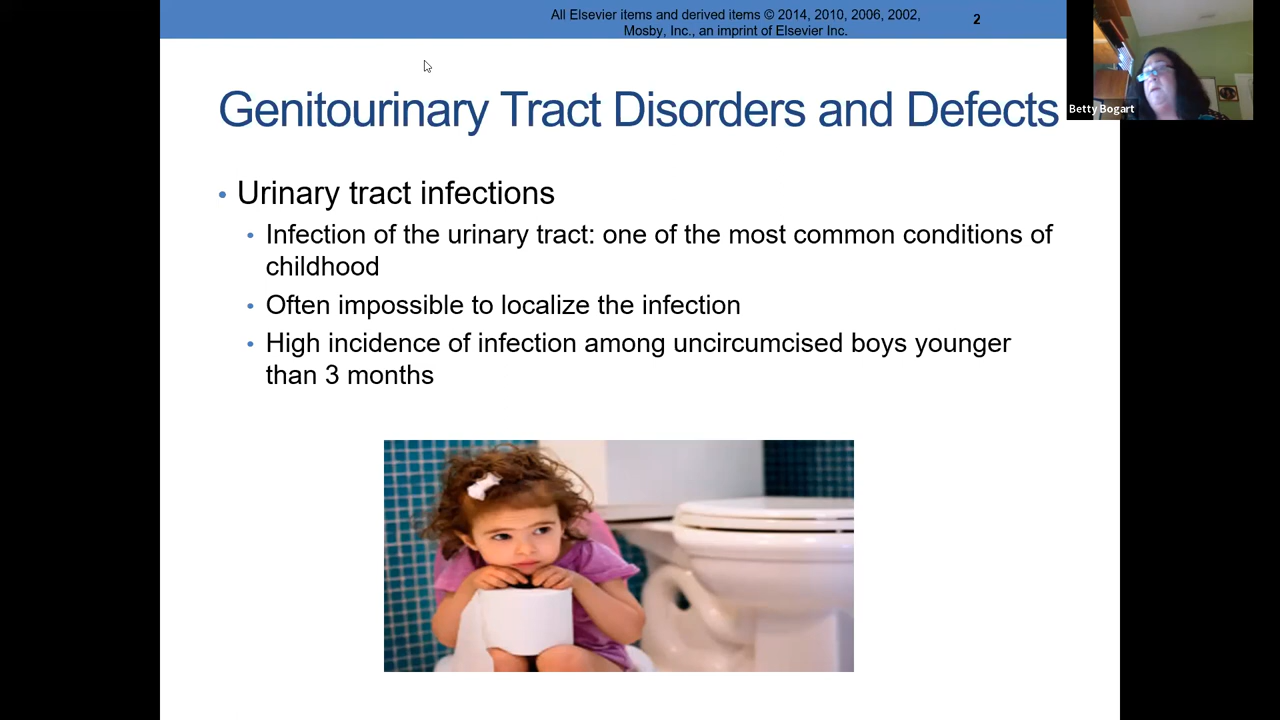 All Elsevier items and derived items © 2014, 2010, 2006, 2002,
Mosby, Inc., an imprint of Elsevier Inc.
2
Betty Bogart
Genitourinary Tract Disorders and Defects
• Urinary tract infections
• Infection of the urinary tract: one of the most common conditions of
childhood
• Often impossible to localize the infection
• High incidence of infection among uncircumcised boys younger
than 3 months